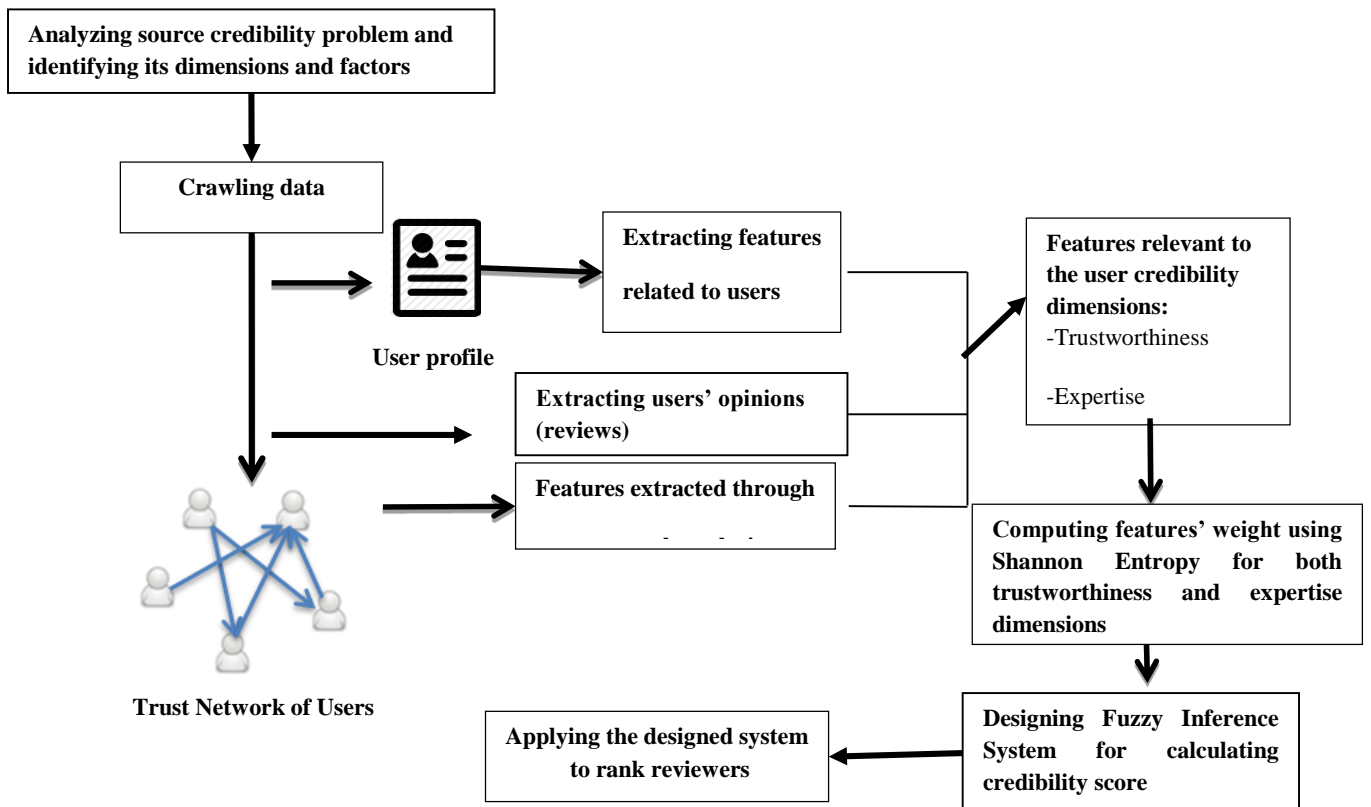 Analyzing source credibility problem and
identifying its dimensions and factors
Crawling data
User profile
Extracting features
related to users
Extracting users’ opinions
(reviews)
Features extracted through
Trust Network of Users
Features relevant to
the user credibility
dimensions:
-Trustworthiness
-Expertise
Computing features’ weight using
Shannon Entropy for both
trustworthiness and expertise
dimensions
Designing Fuzzy Inference
System for calculating
credibility score
Applying the designed system
to rank reviewers